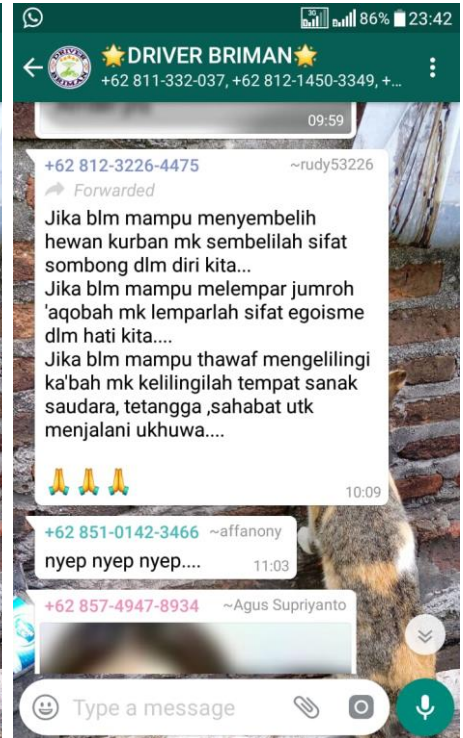 3G 86% 23:42
DRIVER BRIMAN
+62 811-332-037, +62 812-1450-3349, +...
09:59
+62 812-3226-4475 ~rudy53226
Forwarded
Jika blm mampu menyembelih
hewan kurban mk sembelilah sifat
sombong dlm diri kita...
Jika blm mampu melempar jumroh
'aqobah mk lemparlah sifat egoisme
dlm hati kita....
Jika blm mampu thawaf mengelilingi
ka'bah mk kelilingilah tempat sanak
saudara, tetangga ,sahabat utk
menjalani ukhuwa....
🙏🙏🙏
10:09
+62 851-0142-3466 ~affanony
nyep nyep nyep....
11:03
+62 857-4947-8934 ~Agus Supriyanto
Type a message